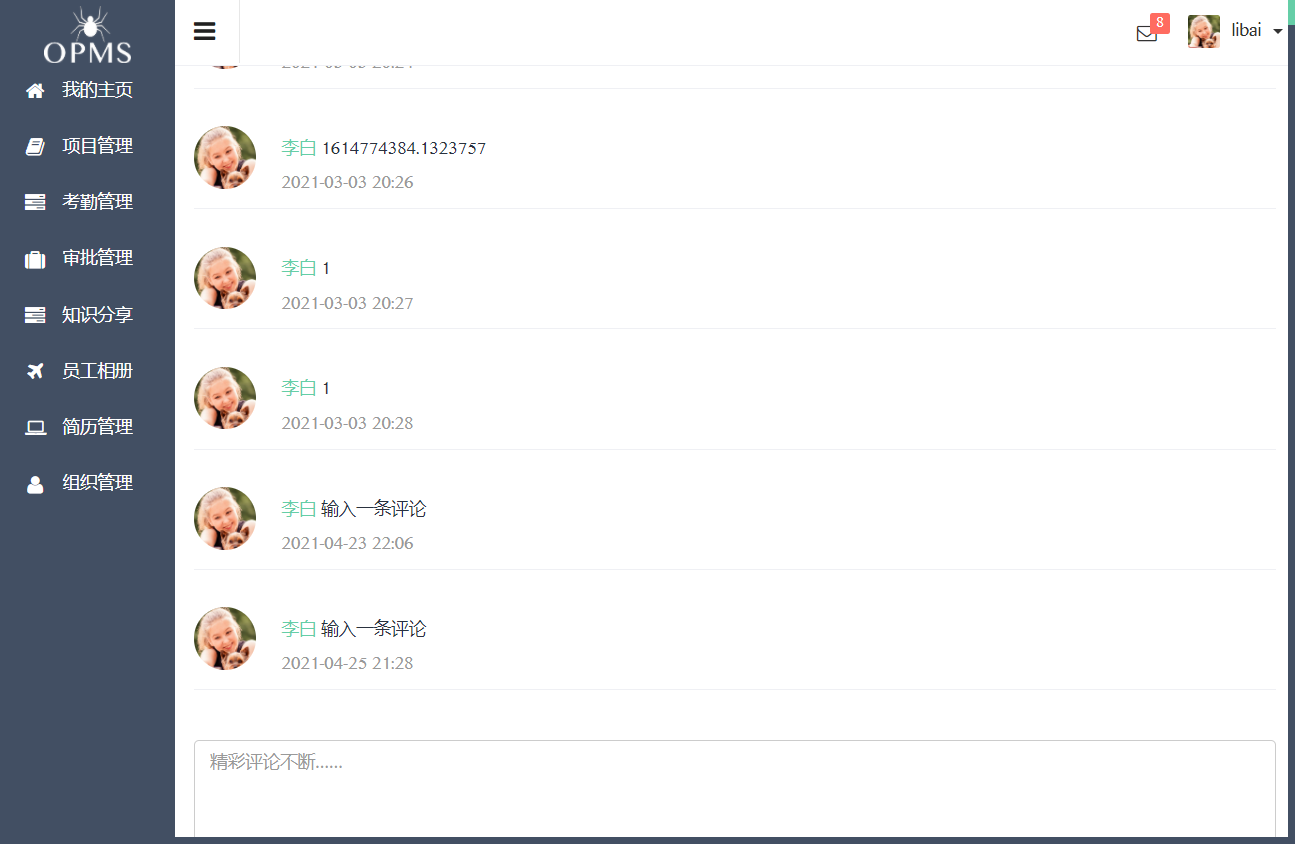 OPMS
8
libai
我的主页
项目管理
考勤管理
审批管理
知识分享
员工相册
简历管理
组织管理
李白 1614774384.1323757
2021-03-03 20:26
李白 1
2021-03-03 20:27
李白 1
2021-03-03 20:28
李白 输入一条评论
2021-04-23 22:06
李白 输入一条评论
2021-04-25 21:28
精彩评论不断......